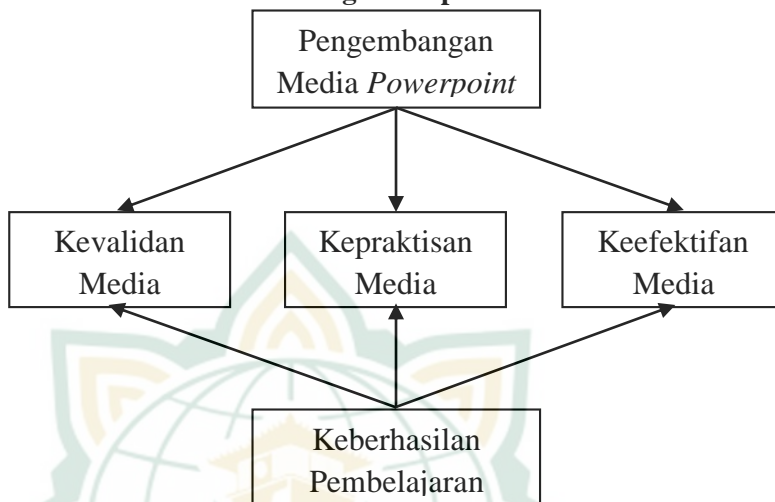 Pengembangan
Media Powerpoint
Kevalidan
Media
Kepraktisan
Media
Keefektifan
Media
Keberhasilan
Pembelajaran